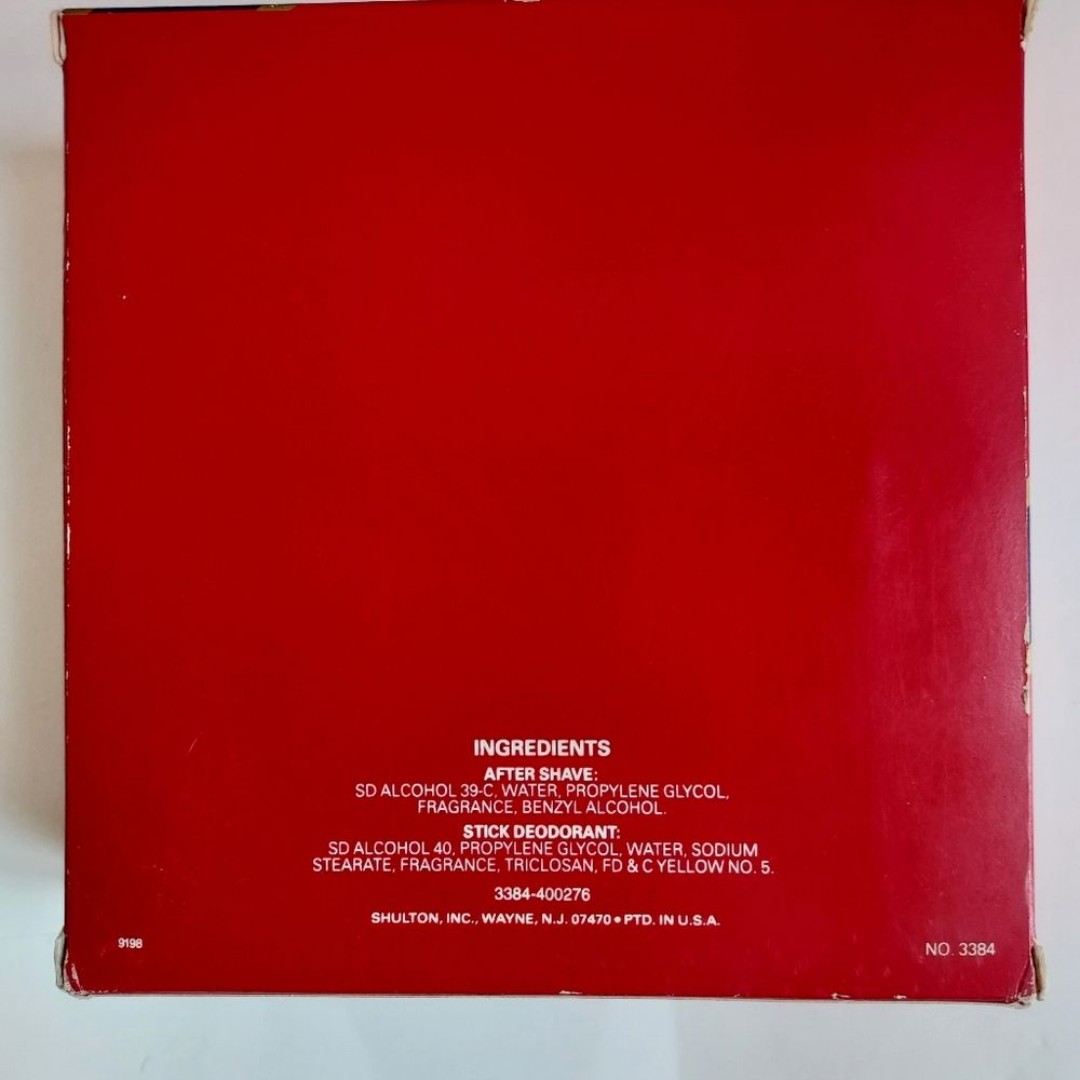 INGREDIENTS
AFTER SHAVE:
SD ALCOHOL 39-C, WATER, PROPYLENE GLYCOL,
FRAGRANCE, BENZYL ALCOHOL.
STICK DEODORANT:
SD ALCOHOL 40, PROPYLENE GLYCOL, WATER, SODIUM
STEARATE, FRAGRANCE, TRICLOSAN, FD & C YELLOW NO. 5.
3384-400276
SHULTON, INC., WAYNE, N.J. 07470 • PTD. IN U.S.A.
9198
NO. 3384